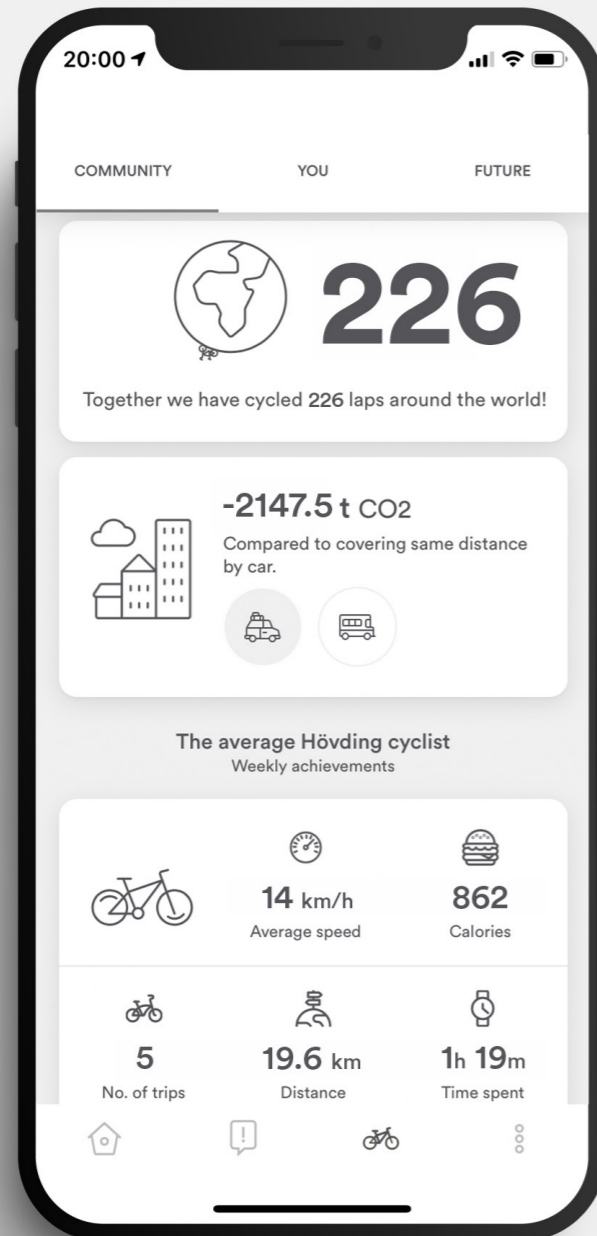 20:00
COMMUNITY YOU FUTURE
226
Together we have cycled 226 laps around the world!
-2147.5 t CO2
Compared to covering same distance
by car.
The average Hövding cyclist
Weekly achievements
14 km/h 862
Average speed Calories
5 19.6 km 1h 19m
No. of trips Distance Time spent